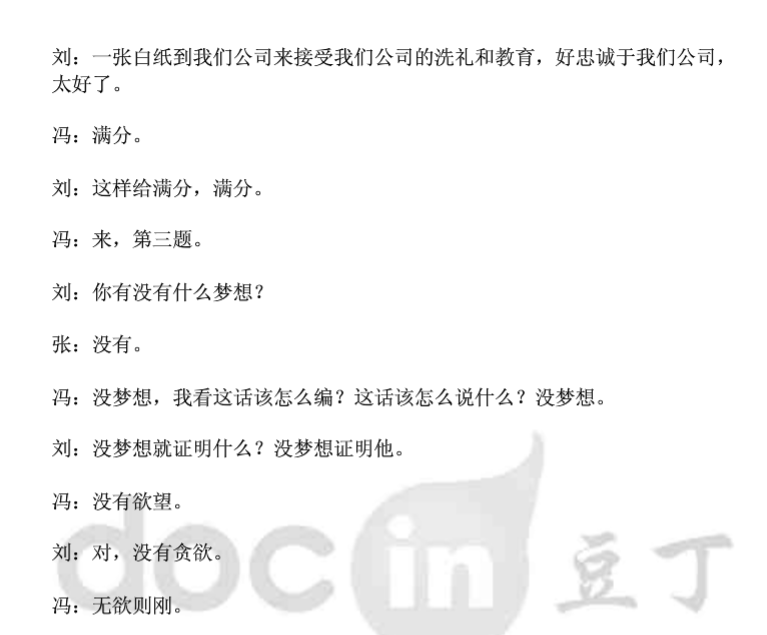 刘：一张白纸到我们公司来接受我们公司的洗礼和教育，好忠诚于我们公司，
太好了。
冯：满分。
刘：这样给满分，满分。
冯：来，第三题。
刘：你有没有什么梦想？
张：没有。
冯：没梦想，我看这话该怎么编？这话该怎么说什么？没梦想。
刘：没梦想就证明什么？没梦想证明他。
冯：没有欲望。
刘：对，没有贪欲。
冯：无欲则刚。
docin 豆丁